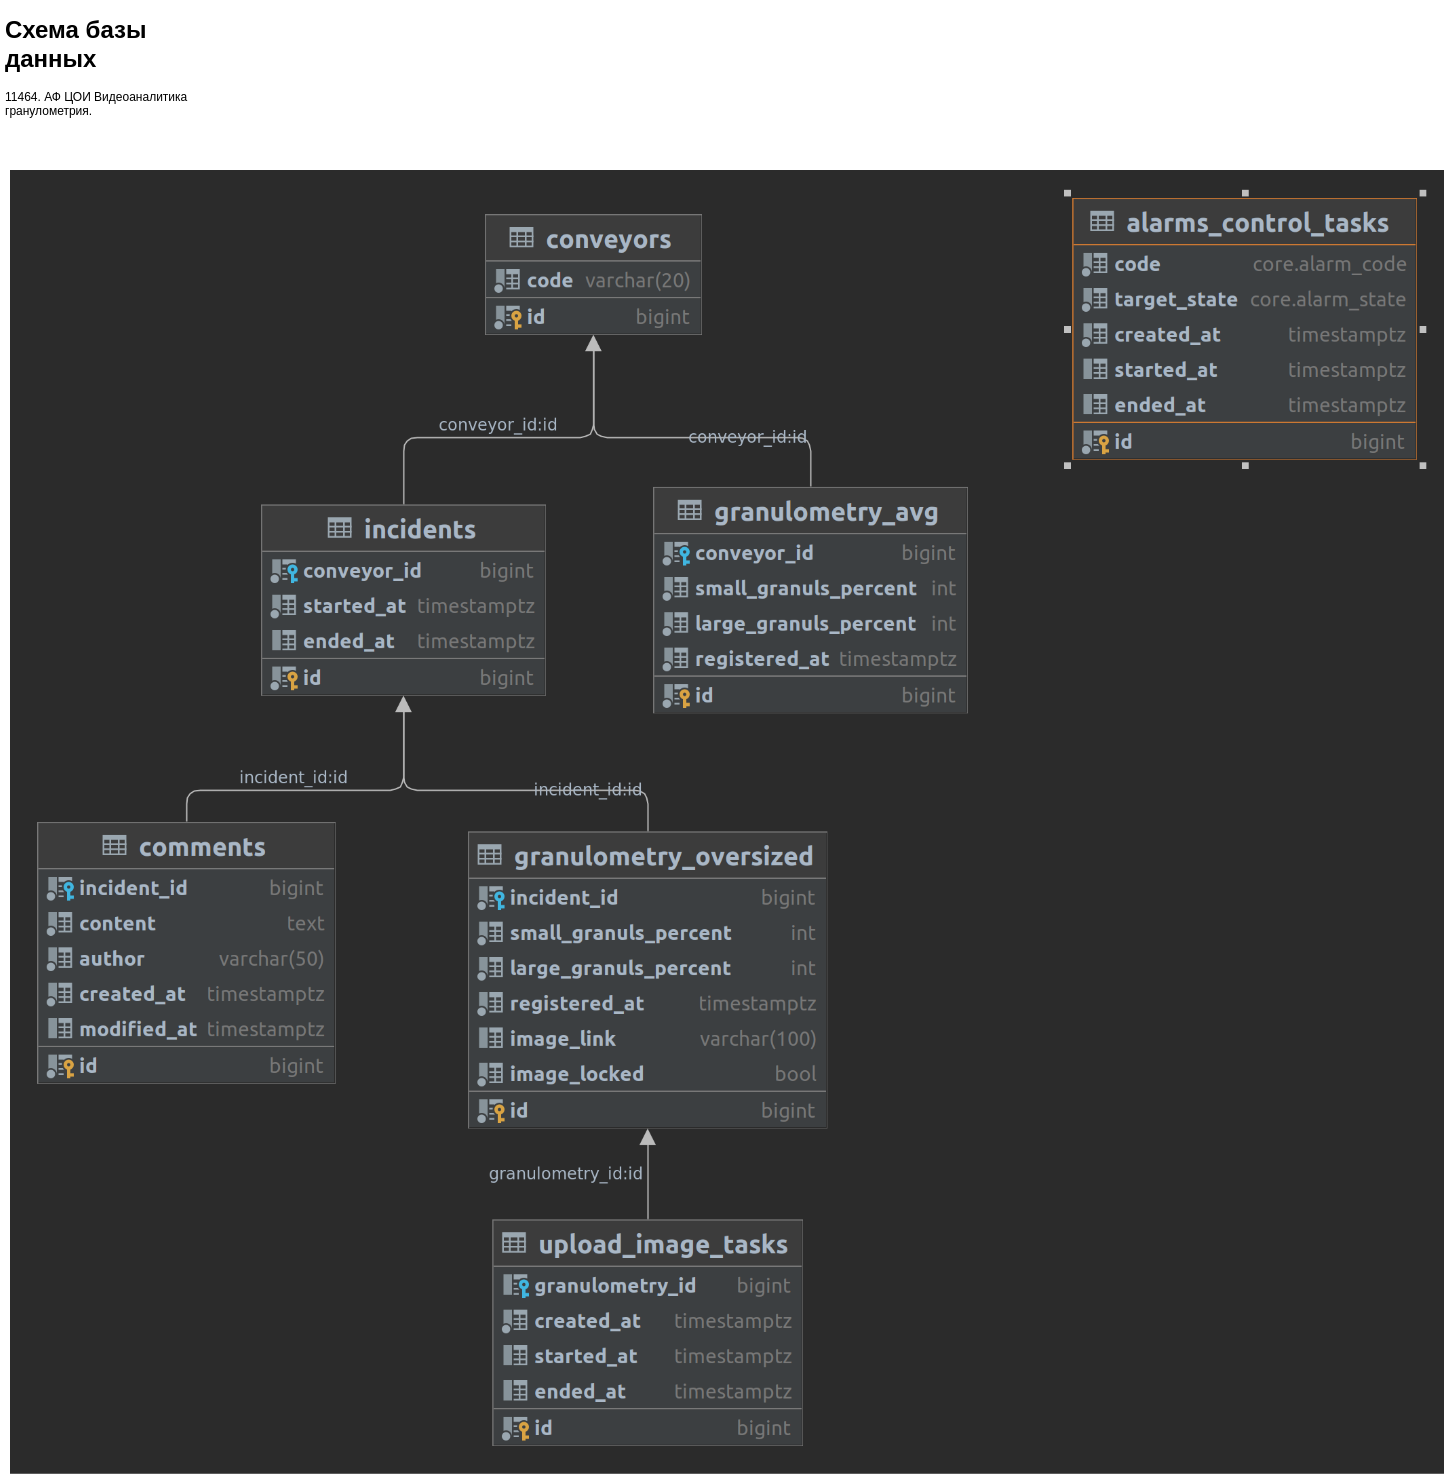 Схема базы
данных
11464. АФ ЦОИ Видеоаналитика
гранулометрия.
conveyors
code varchar(20)
id bigint
alarms_control_tasks
code core.alarm_code
target_state core.alarm_state
created_at timestamptz
started_at timestamptz
ended_at timestamptz
id bigint
conveyor_id:id
conveyor_id:id
incidents
conveyor_id bigint
started_at timestamptz
ended_at timestamptz
id bigint
granulometry_avg
conveyor_id bigint
small_granuls_percent int
large_granuls_percent int
registered_at timestamptz
id bigint
incident_id:id
incident_id:id
comments
incident_id bigint
content text
author varchar(50)
created_at timestamptz
modified_at timestamptz
id bigint
granulometry_oversized
incident_id bigint
small_granuls_percent int
large_granuls_percent int
registered_at timestamptz
image_link varchar(100)
image_locked bool
id bigint
granulometry_id:id
upload_image_tasks
granulometry_id bigint
created_at timestamptz
started_at timestamptz
ended_at timestamptz
id bigint